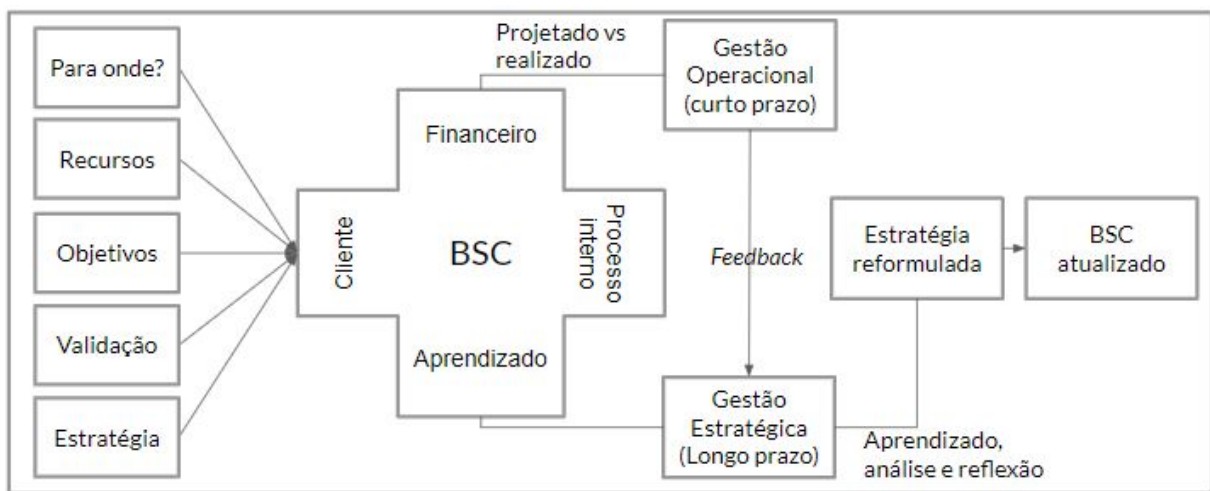 Para onde?
Recursos
Objetivos
Validação
Estratégia
Cliente
Financeiro
BSC
Processo
interno
Aprendizado
Projetado vs
realizado
Gestão
Operacional
(curto prazo)
Feedback
Gestão
Estratégica
(Longo prazo)
Aprendizado,
análise e reflexão
Estratégia
reformulada
BSC
atualizado